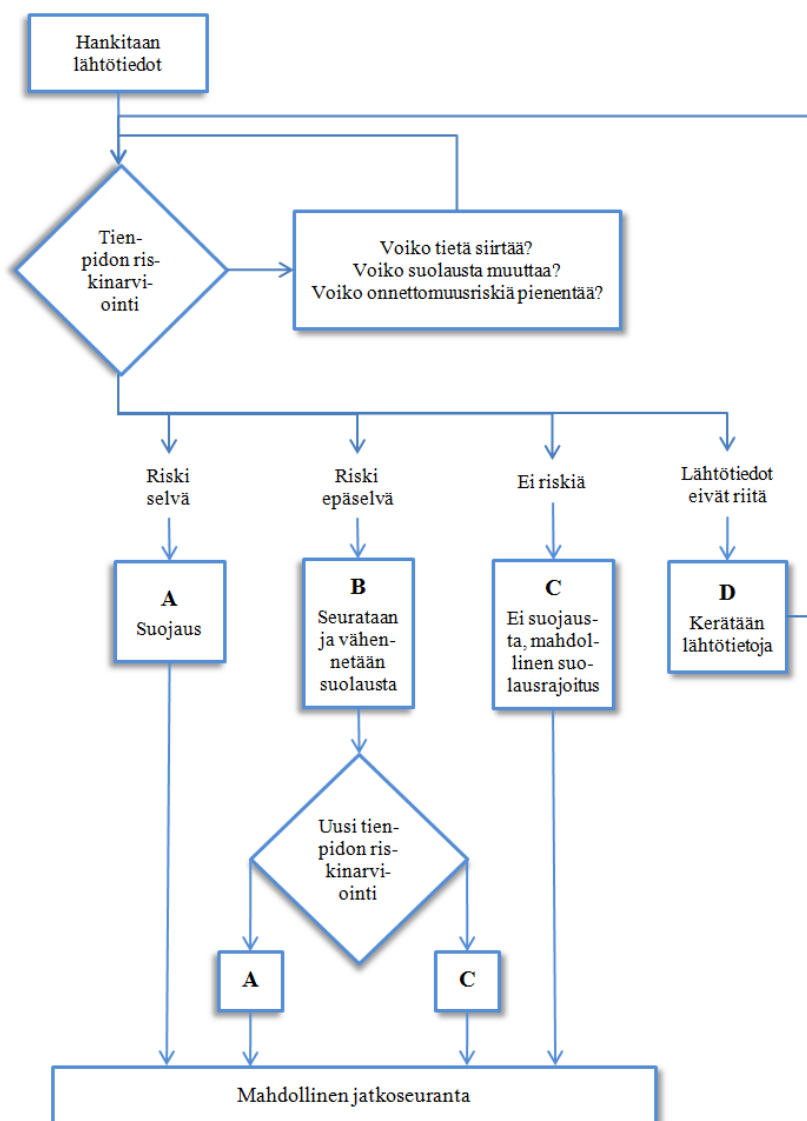 Hankitaan
lähtötiedot
Tien-
pidon ris-
kinarvi-
ointi
Voiko tietä siirtää?
Voiko suolausta muuttaa?
Voiko onnettomuusriskiä pienentää?
Riski
selvä
Riski
epäselvä
Ei riskiä
Lähtötiedot
eivät riitä
A
Suojaus
B
Seurataan
ja vähen-
netään
suolausta
C
Ei suojaus-
ta, mahdol-
linen suo-
lausrajoitus
D
Kerätään
lähtötietoja
Uusi tien-
pidon ris-
kinarvi-
ointi
A
C
Mahdollinen jatkoseuranta